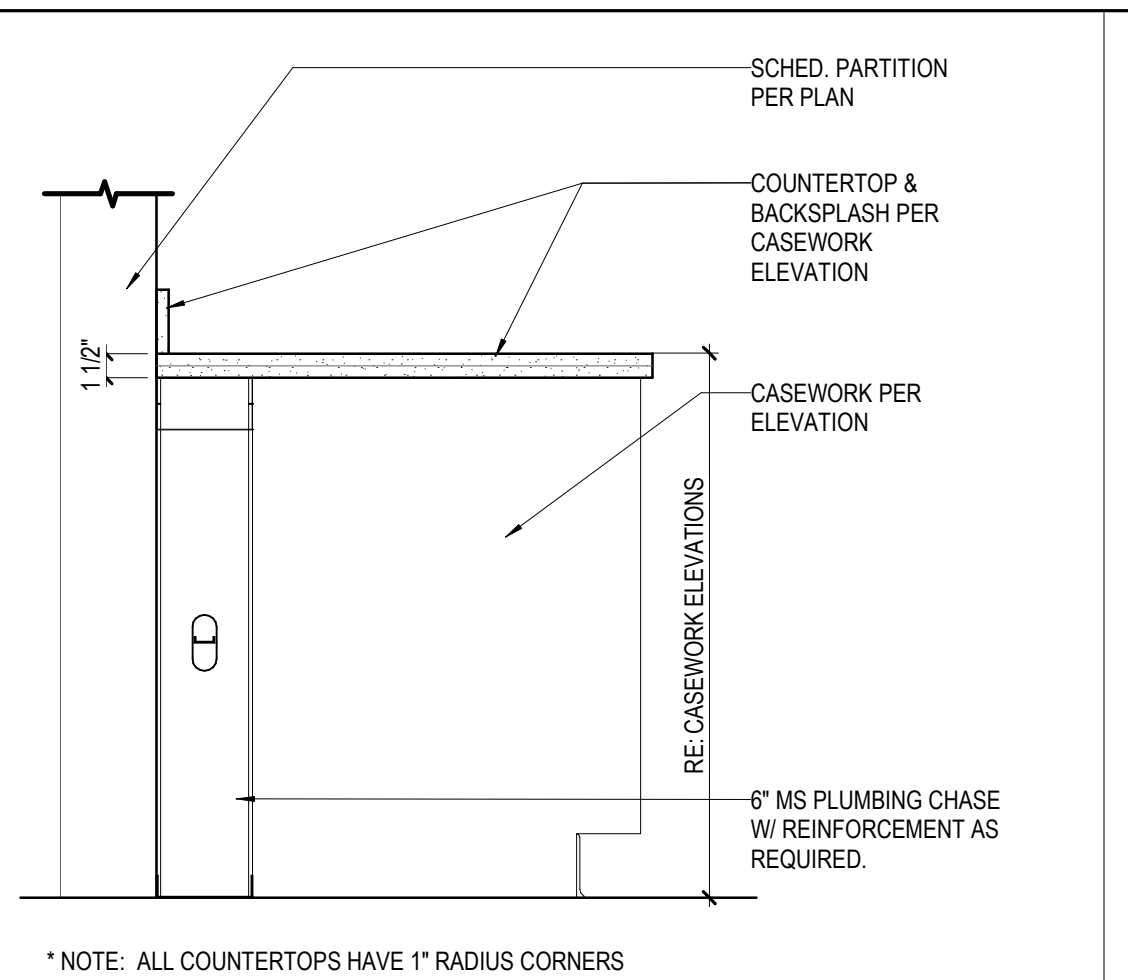 SCHED. PARTITION
PER PLAN
COUNTERTOP &
BACKSPLASH PER
CASEWORK
ELEVATION
1 1/2"
CASEWORK PER
ELEVATION
RE: CASEWORK ELEVATIONS
6" MS PLUMBING CHASE
W/ REINFORCEMENT AS
REQUIRED.
* NOTE: ALL COUNTERTOPS HAVE 1" RADIUS CORNERS